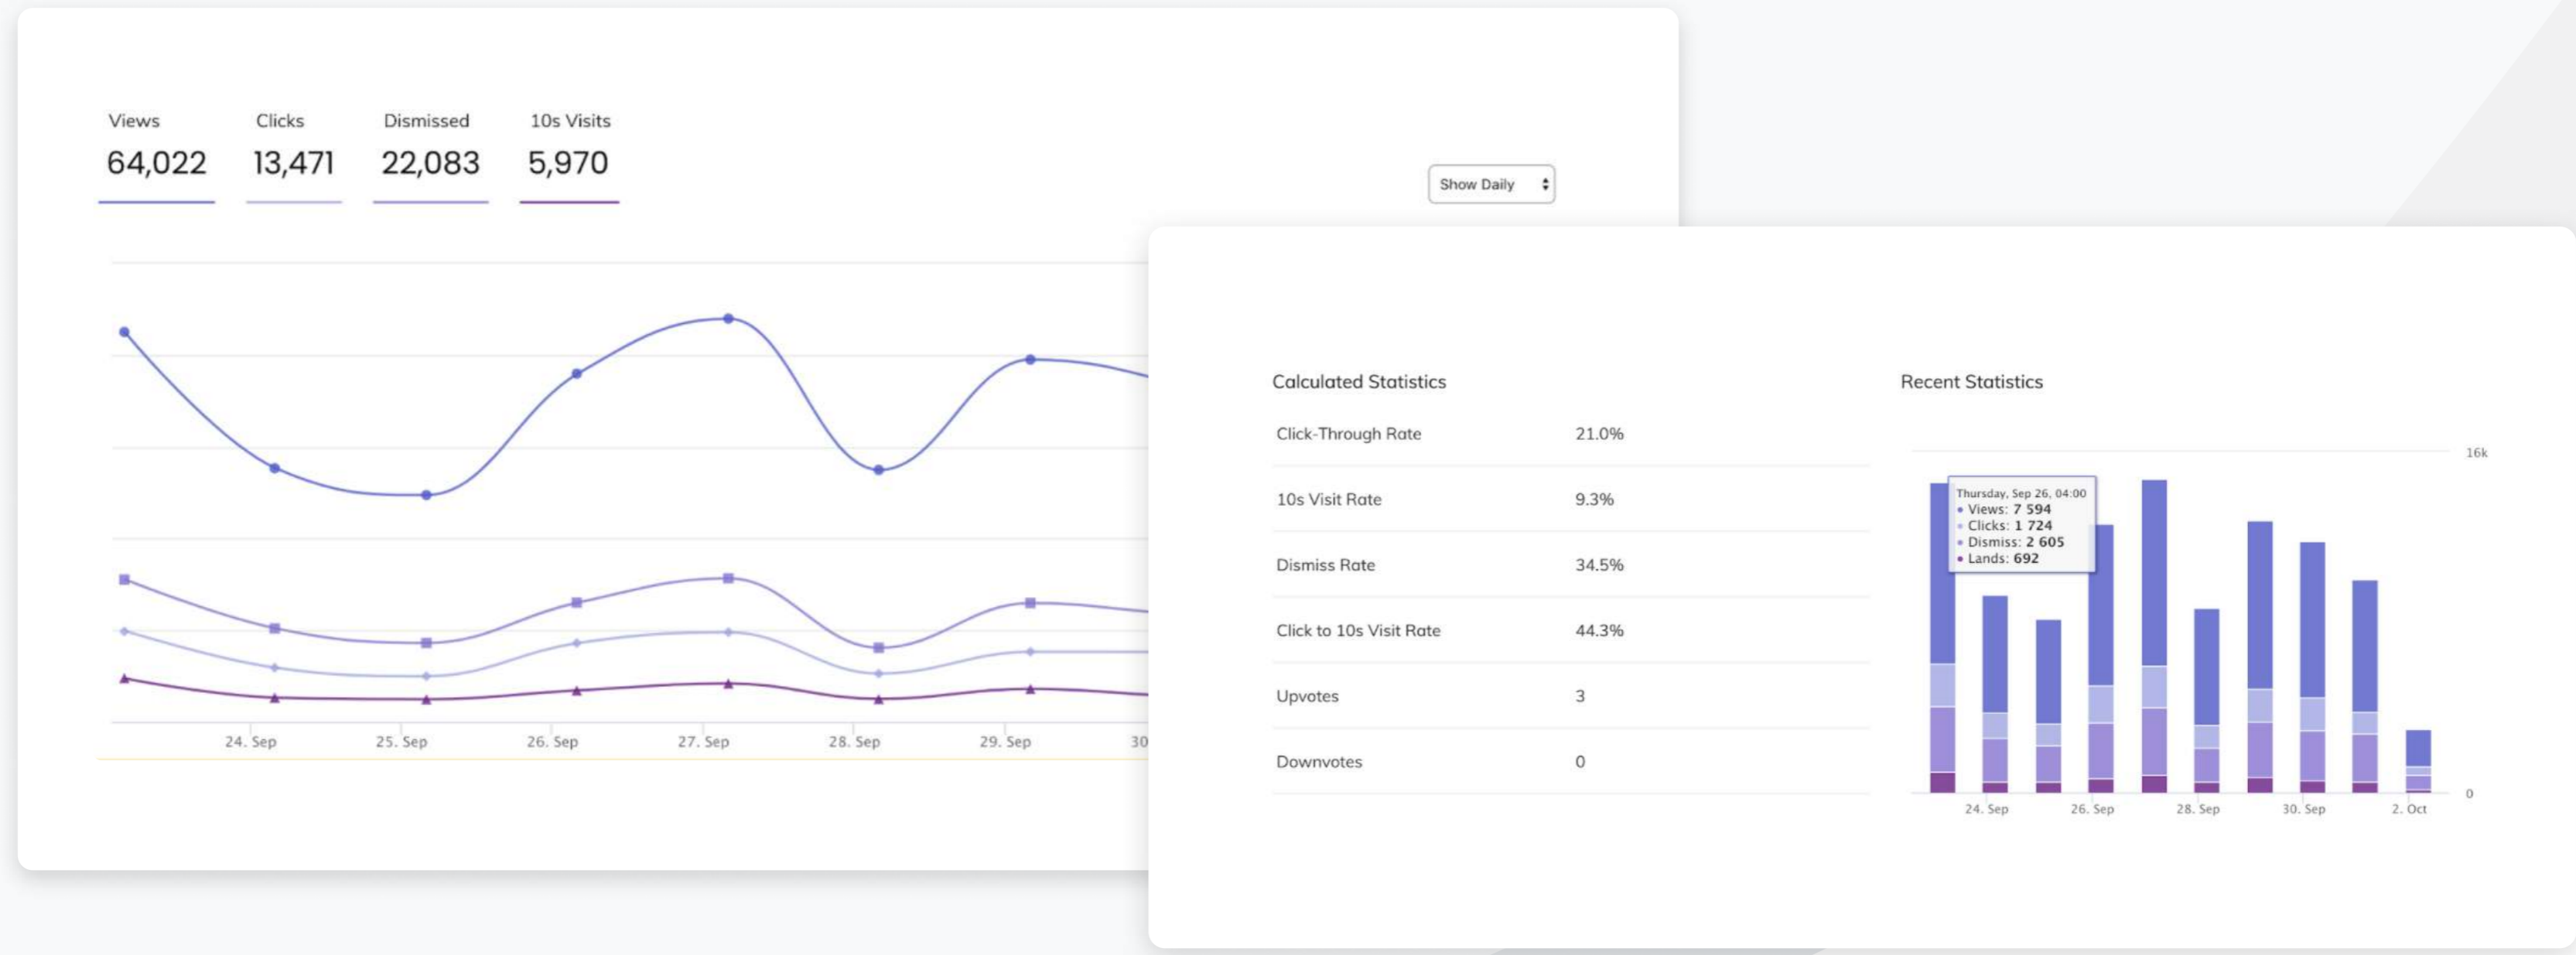 Views Clicks Dismissed 10s Visits
64,022 13,471 22,083 5,970
Show Daily
24. Sep 25. Sep 26. Sep 27. Sep 28. Sep 29. Sep 30
Calculated Statistics
Click-Through Rate 21.0%
10s Visit Rate 9.3%
Dismiss Rate 34.5%
Click to 10s Visit Rate 44.3%
Upvotes 3
Downvotes 0
Recent Statistics
16k
Thursday, Sep 26, 04:00
• Views: 7 594
• Clicks: 1 724
• Dismiss: 2 605
• Lands: 692
0
24. Sep 26. Sep 28. Sep 30. Sep 2. Oct